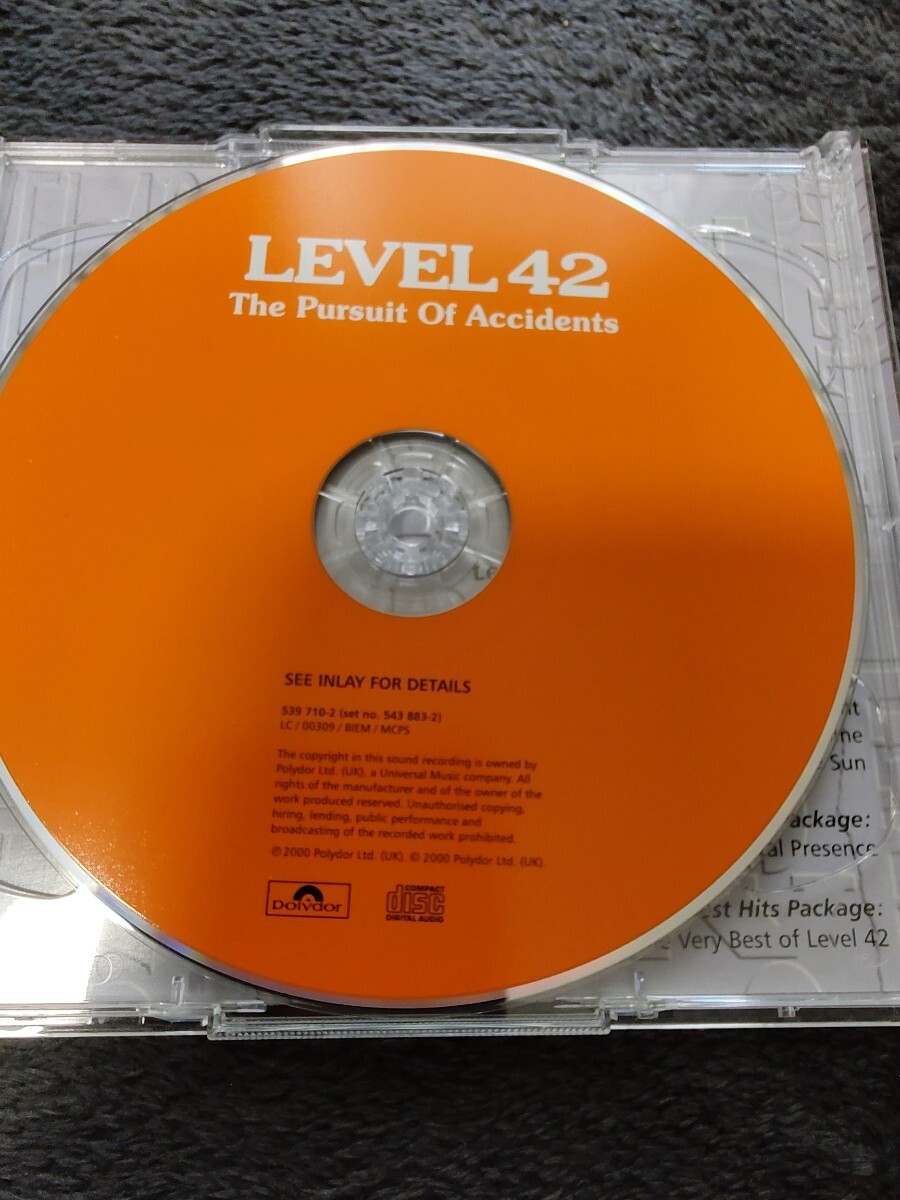 LEVEL 42
The Pursuit Of Accidents
SEE INLAY FOR DETAILS
539 710-2 (set no. 543 883-2)
LC / 00309 / BIEM / MCPS
The copyright in this sound recording is owned by
Polydor Ltd. (UK), a Universal Music company. All
rights of the manufacturer and of the owner of the
work produced reserved. Unauthorised copying,
hiring, lending, public performance and
broadcasting of the recorded work prohibited.
℗ 2000 Polydor Ltd. (UK). © 2000 Polydor Ltd. (UK)
polydor
COMPACT
disc
DIGITAL AUDIO
Sun
ackage:
al Presence
st Hits Package:
Very Best of Level 42